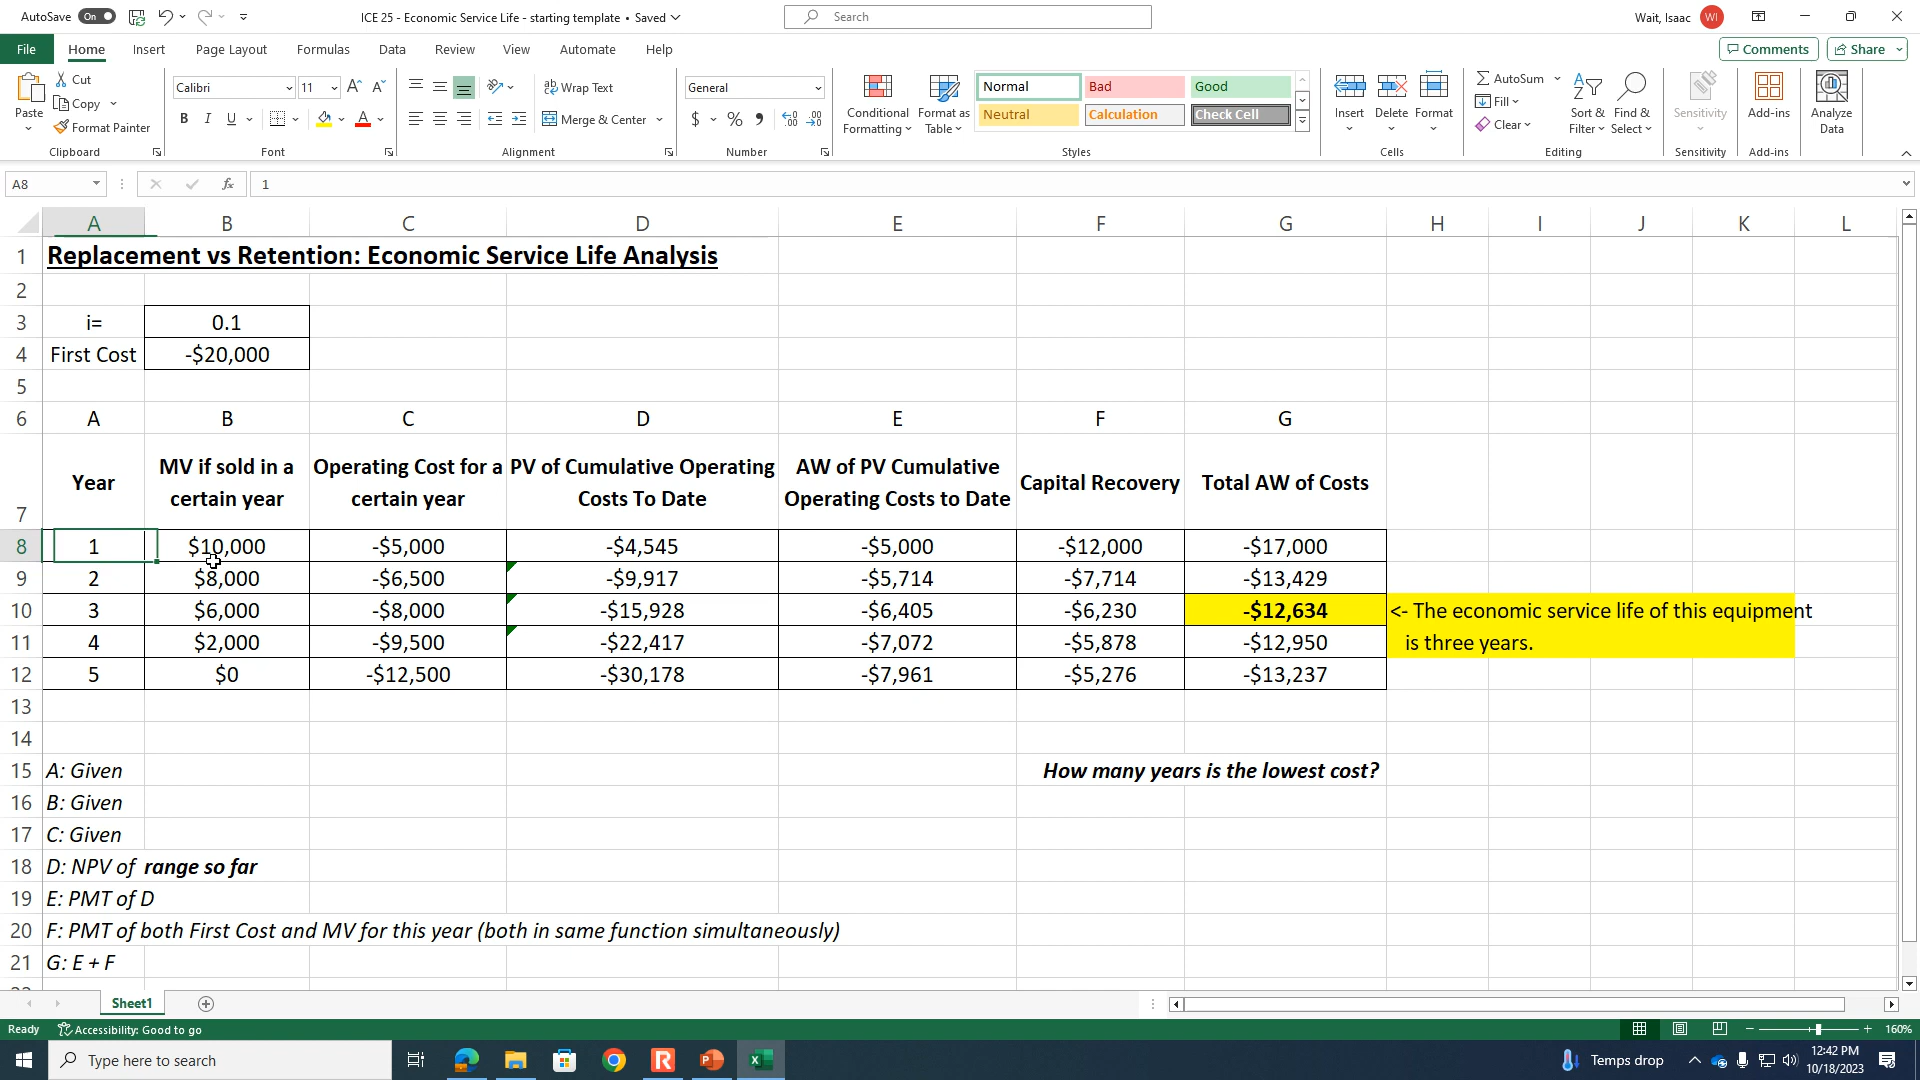 AutoSave On ICE 25 - Economic Service Life - starting template • Saved Search Wait, Isaac WI
File Home Insert Page Layout Formulas Data Review View Automate Help Comments Share
Paste Cut Copy Format Painter Clipboard
Calibri 11 B I U A Font
Wrap Text Merge & Center Alignment
General $ % Number
Conditional Formatting Format as Table Normal Bad Good Neutral Calculation Check Cell Styles
Insert Delete Format Cells
AutoSum Fill Clear Sort & Filter Find & Select Editing
Sensitivity Sensitivity
Add-ins Add-ins
Analyze Data
A8 fx 1
A B C D E F G H I J K L
1 Replacement vs Retention: Economic Service Life Analysis
2
3 i= 0.1
4 First Cost -$20,000
5
6 A B C D E F G
7 Year MV if sold in a certain year Operating Cost for a certain year PV of Cumulative Operating Costs To Date AW of PV Cumulative Operating Costs to Date Capital Recovery Total AW of Costs
8 1 $10,000 -$5,000 -$4,545 -$5,000 -$12,000 -$17,000
9 2 $8,000 -$6,500 -$9,917 -$5,714 -$7,714 -$13,429
10 3 $6,000 -$8,000 -$15,928 -$6,405 -$6,230 -$12,634 <- The economic service life of this equipment
11 4 $2,000 -$9,500 -$22,417 -$7,072 -$5,878 -$12,950 is three years.
12 5 $0 -$12,500 -$30,178 -$7,961 -$5,276 -$13,237
13
14
15 A: Given How many years is the lowest cost?
16 B: Given
17 C: Given
18 D: NPV of range so far
19 E: PMT of D
20 F: PMT of both First Cost and MV for this year (both in same function simultaneously)
21 G: E + F
Sheet1
Ready Accessibility: Good to go 160%
Type here to search Temps drop 12:42 PM
10/18/2023